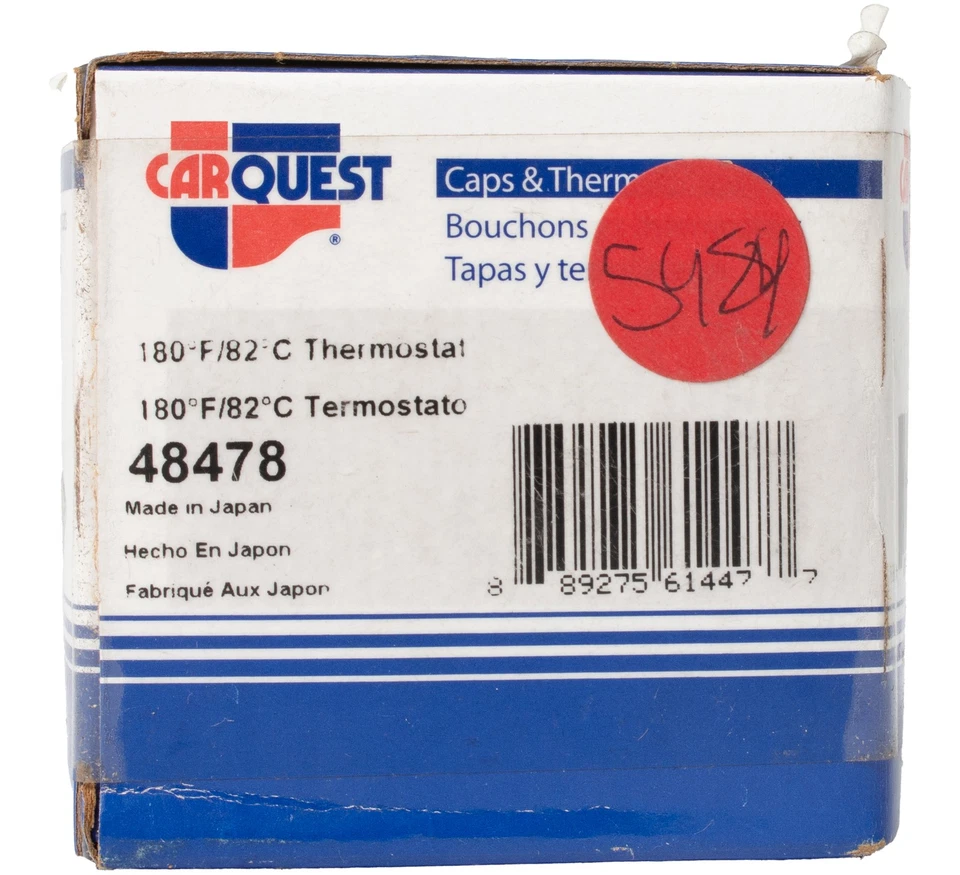 CARQUEST
®
Caps & Therm
Bouchons
Tapas y te
180°F/82°C Thermostat
180°F/82°C Termostato
48478
Made in Japan
Hecho En Japon
Fabriqué Aux Japon
8 89275 61447 7